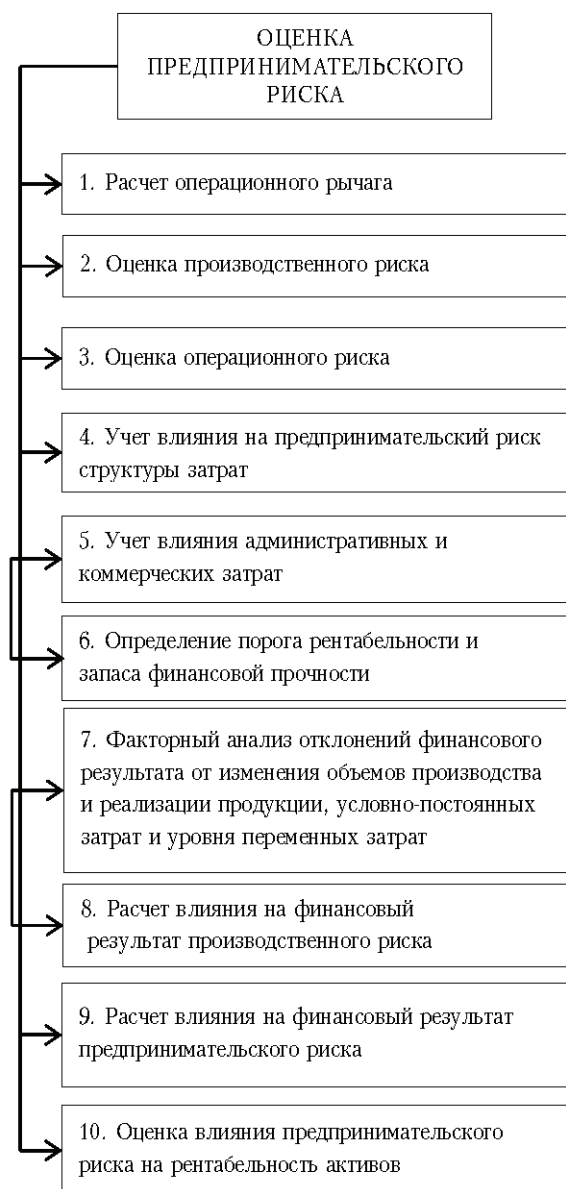 ОЦЕНКА
ПРЕДПРИНИМАТЕЛЬСКОГО
РИСКА
1. Расчет операционного рычага
2. Оценка производственного риска
3. Оценка операционного риска
4. Учет влияния на предпринимательский риск
структуры затрат
5. Учет влияния административных и
коммерческих затрат
6. Определение порога рентабельности и
запаса финансовой прочности
7. Факторный анализ отклонений финансового
результата от изменения объемов производства
и реализации продукции, условно-постоянных
затрат и уровня переменных затрат
8. Расчет влияния на финансовый
результат производственного риска
9. Расчет влияния на финансовый результат
предпринимательского риска
10. Оценка влияния предпринимательского
риска на рентабельность активов